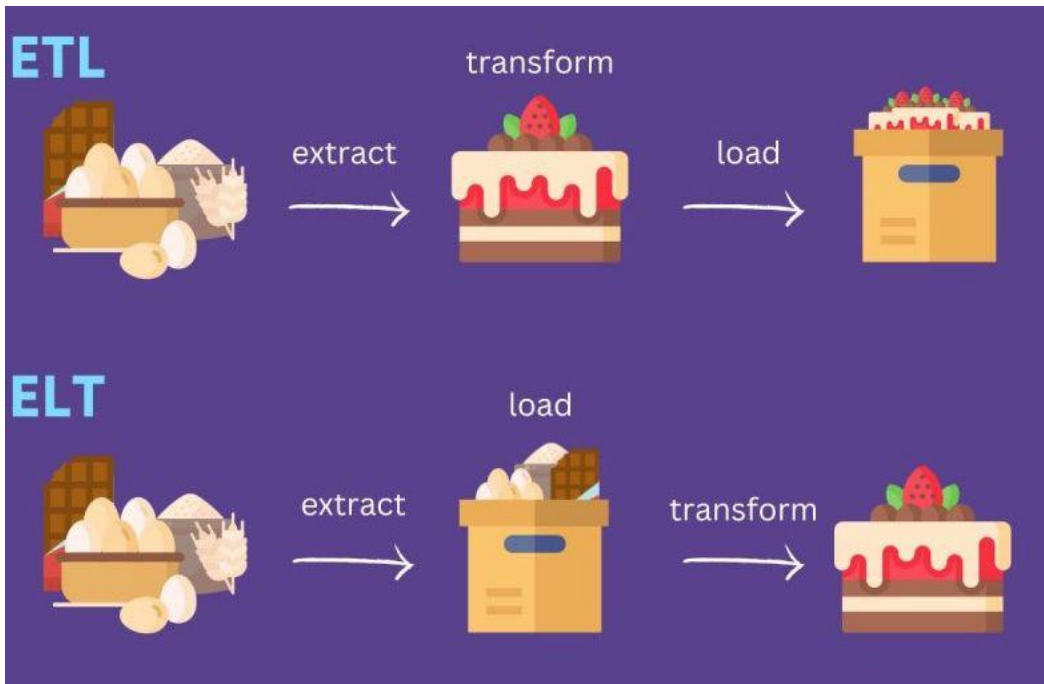 ETL
transform
extract
load
ELT
load
extract
transform